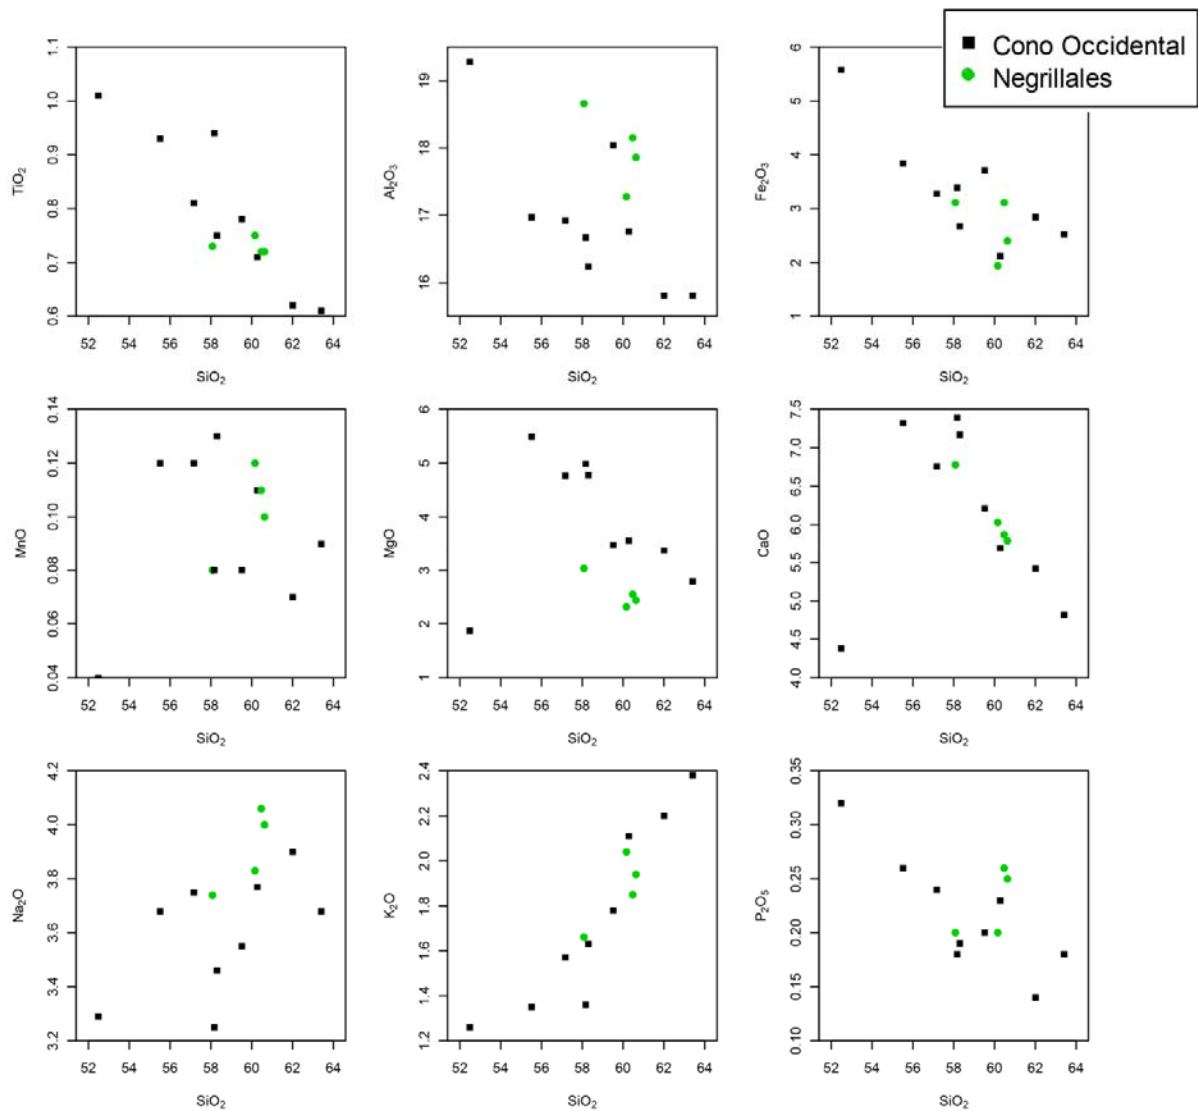 Cono Occidental
Negrillales
1.1
1.0
0.9
0.8
0.7
0.6
TiO2
52 54 56 58 60 62 64
SiO2
19
18
17
16
Al2O3
52 54 56 58 60 62 64
SiO2
6
5
4
3
2
1
Fe2O3
52 54 56 58 60 62 64
SiO2
0.14
0.12
0.10
0.08
0.06
0.04
MnO
52 54 56 58 60 62 64
SiO2
6
5
4
3
2
1
MgO
52 54 56 58 60 62 64
SiO2
7.5
7.0
6.5
6.0
5.5
5.0
4.5
4.0
CaO
52 54 56 58 60 62 64
SiO2
4.2
4.0
3.8
3.6
3.4
3.2
Na2O
52 54 56 58 60 62 64
SiO2
2.4
2.2
2.0
1.8
1.6
1.4
1.2
K2O
52 54 56 58 60 62 64
SiO2
0.35
0.30
0.25
0.20
0.15
0.10
P2O5
52 54 56 58 60 62 64
SiO2